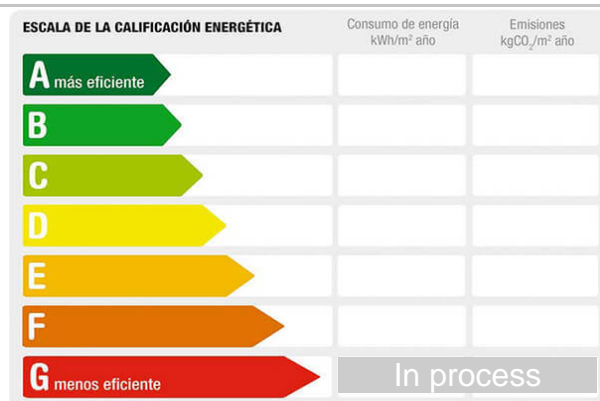 ESCALA DE LA CALIFICACIÓN ENERGÉTICA
Consumo de energía
kWh/m² año
Emisiones
kgCO₂/m² año
A más eficiente
B
C
D
E
F
G menos eficiente
In process